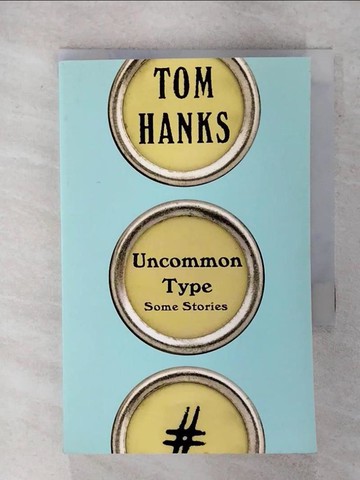 TOM
HANKS
Uncommon
Type
Some Stories
#